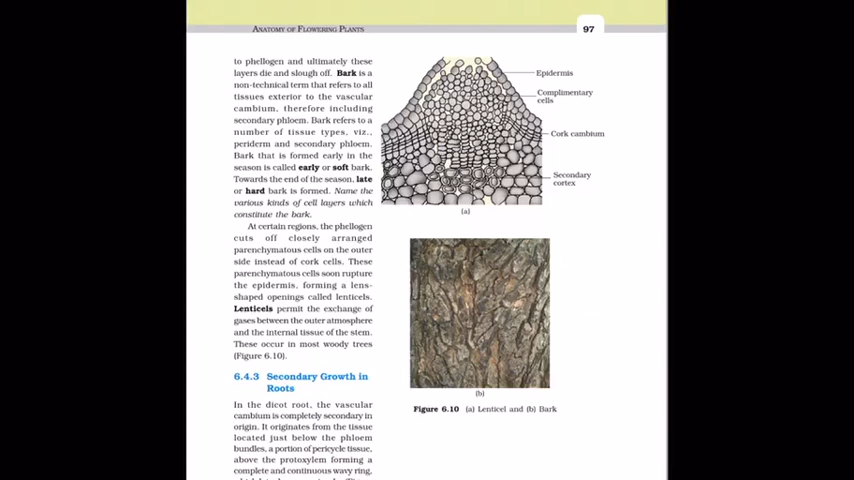 ANATOMY OF FLOWERING PLANTS
97
to phellogen and ultimately these
layers die and slough off. Bark is a
non-technical term that refers to all
tissues exterior to the vascular
cambium, therefore including
secondary phloem. Bark refers to a
number of tissue types, viz.,
periderm and secondary phloem.
Bark that is formed early in the
season is called early or soft bark.
Towards the end of the season, late
or hard bark is formed. Name the
various kinds of cell layers which
constitute the bark.
At certain regions, the phellogen
cuts off closely arranged
parenchymatous cells on the outer
side instead of cork cells. These
parenchymatous cells soon rupture
the epidermis, forming a lens-
shaped openings called lenticels.
Lenticels permit the exchange of
gases between the outer atmosphere
and the internal tissue of the stem.
These occur in most woody trees
(Figure 6.10).
6.4.3 Secondary Growth in
Roots
In the dicot root, the vascular
cambium is completely secondary in
origin. It originates from the tissue
located just below the phloem
bundles, a portion of pericycle tissue,
above the protoxylem forming a
complete and continuous wavy ring,
Epidermis
Complimentary
cells
Cork cambium
Secondary
cortex
(a)
(b)
Figure 6.10 (a) Lenticel and (b) Bark